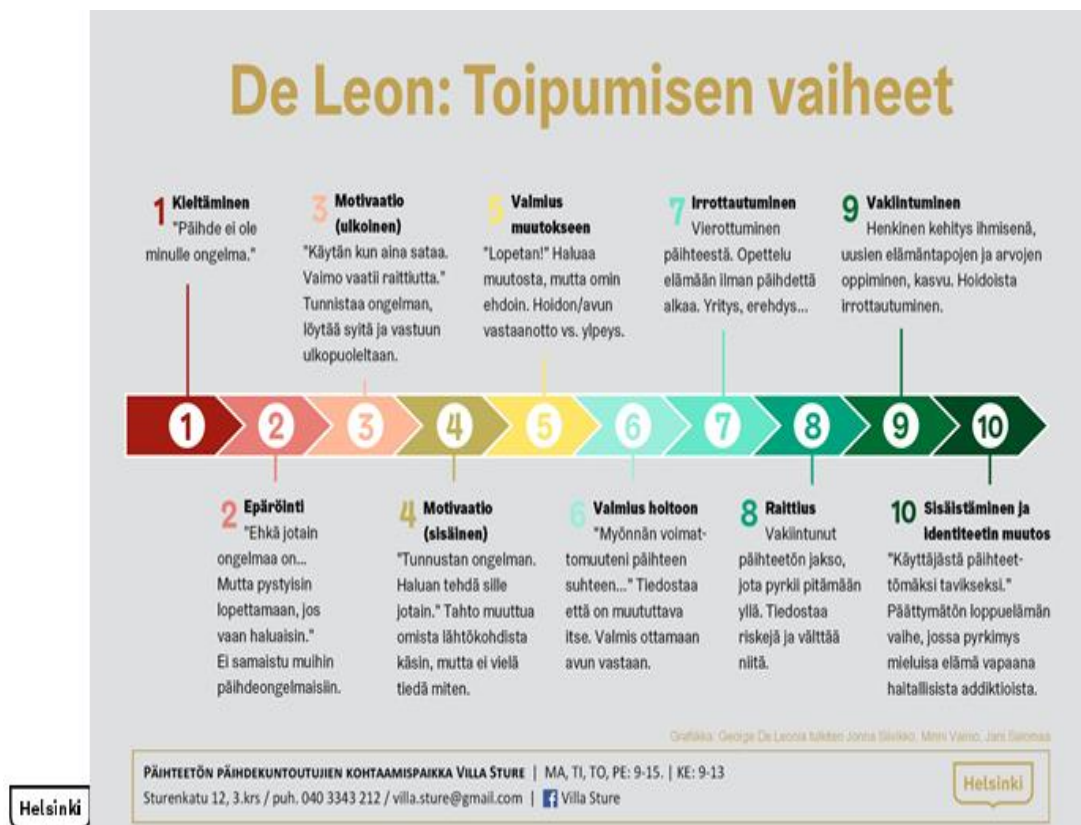 De Leon: Toipumisen vaiheet
1 Kieltäminen
"Päihde ei ole
minulle ongelma."
3 Motivaatio
(ulkoinen)
"Käytän kun aina sataa.
Vaimo vaatii raittiutta."
Tunnistaa ongelman,
löytää syitä ja vastuun
ulkopuoleltaan.
5 Valmius
muutokseen
"Lopetan!" Haluaa
muutosta, mutta omin
ehdoin. Hoidon/avun
vastaanotto vs. ylpeys.
7 Irrottautuminen
Vierottuminen
päihteestä. Opettelu
elämään ilman päihdettä
alkaa. Yritys, erehdys...
9 Vakiintuminen
Henkinen kehitys ihmisenä,
uusien elämäntapojen ja arvojen
oppiminen, kasvu. Hoidoista
irrottautuminen.
1 2 3 4 5 6 7 8 9 10
2 Epäröinti
"Ehkä jotain
ongelmaa on...
Mutta pystyisin
lopettamaan, jos
vaan haluaisin."
Ei samaistu muihin
päihdeongelmaisiin.
4 Motivaatio
(sisäinen)
"Tunnustan ongelman.
Haluan tehdä sille
jotain." Tahto muuttua
omista lähtökohdista
käsin, mutta ei vielä
tiedä miten.
6 Valmius hoitoon
"Myönnän voimat-
tomuuteni päihteen
suhteen..." Tiedostaa
että on muututtava
itse. Valmis ottamaan
avun vastaan.
8 Raittius
Vakiintunut
päihteetön jakso,
jota pyrkii pitämään
yllä. Tiedostaa
riskejä ja välttää
niitä.
10 Sisäistäminen ja
identiteetin muutos
"Käyttäjästä päihteet-
tömäksi tavikseksi."
Päättymätön loppuelämän
vaihe, jossa pyrkimys
mieluisa elämä vapaana
haitallisista addiktioista.
Grafiikka: George De Leonia tulkiten Jonna
PÄIHTEETÖN PÄIHDEKUNTOUTUJIEN KOHTAAMISPAIKKA VILLA STURE | MA, TI, TO, PE: 9-15. | KE: 9-13
Sturenkatu 12, 3.krs / puh. 040 3343 212 / villa.sture@gmail.com | Villa Sture
Helsinki
Helsinki